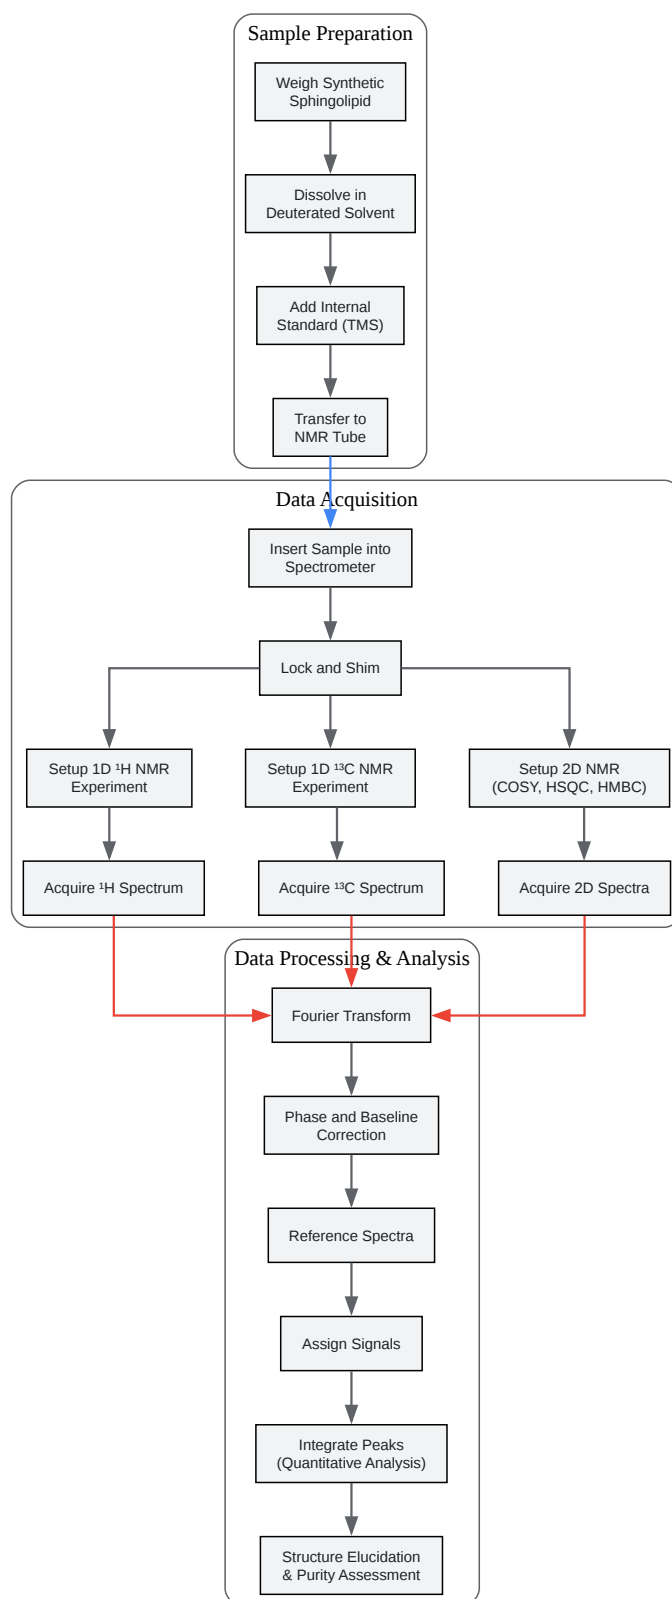 Sample Preparation
Weigh Synthetic
Sphingolipid
Dissolve in
Deuterated Solvent
Add Internal
Standard (TMS)
Transfer to
NMR Tube
Data Acquisition
Insert Sample into
Spectrometer
Lock and Shim
Setup 1D ¹H NMR
Experiment
Setup 1D ¹³C NMR
Experiment
Setup 2D NMR
(COSY, HSQC, HMBC)
Acquire ¹H Spectrum
Acquire ¹³C Spectrum
Acquire 2D Spectra
Data Processing & Analysis
Fourier Transform
Phase and Baseline
Correction
Reference Spectra
Assign Signals
Integrate Peaks
(Quantitative Analysis)
Structure Elucidation
& Purity Assessment